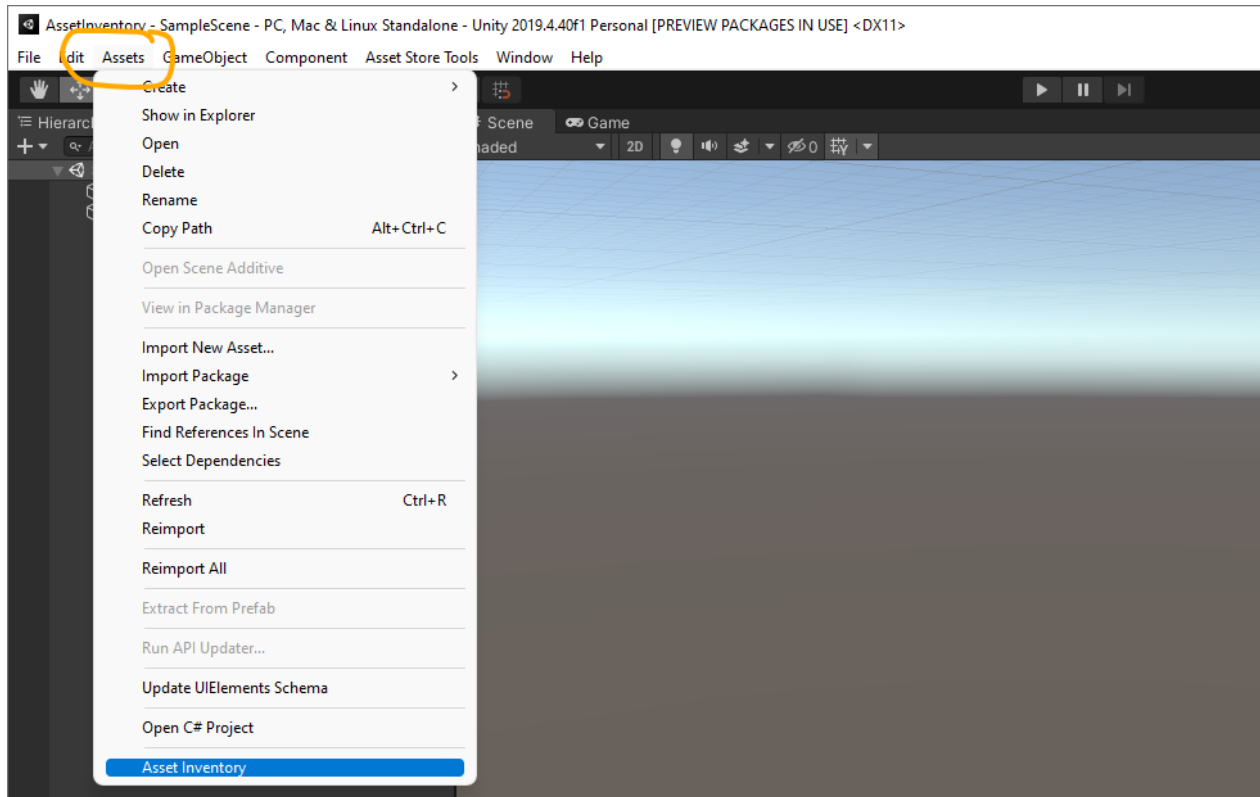 AssetInventory - SampleScene - PC, Mac & Linux Standalone - Unity 2019.4.40f1 Personal [PREVIEW PACKAGES IN USE] <DX11>
File Edit Assets GameObject Component Asset Store Tools Window Help
Create
Hierarc
Scene Game
Show in Explorer
Open
haded 2D 0
Delete
Rename
Copy Path Alt+Ctrl+C
Open Scene Additive
View in Package Manager
Import New Asset...
Import Package
Export Package...
Find References In Scene
Select Dependencies
Refresh Ctrl+R
Reimport
Reimport All
Extract From Prefab
Run API Updater...
Update UIElements Schema
Open C# Project
Asset Inventory